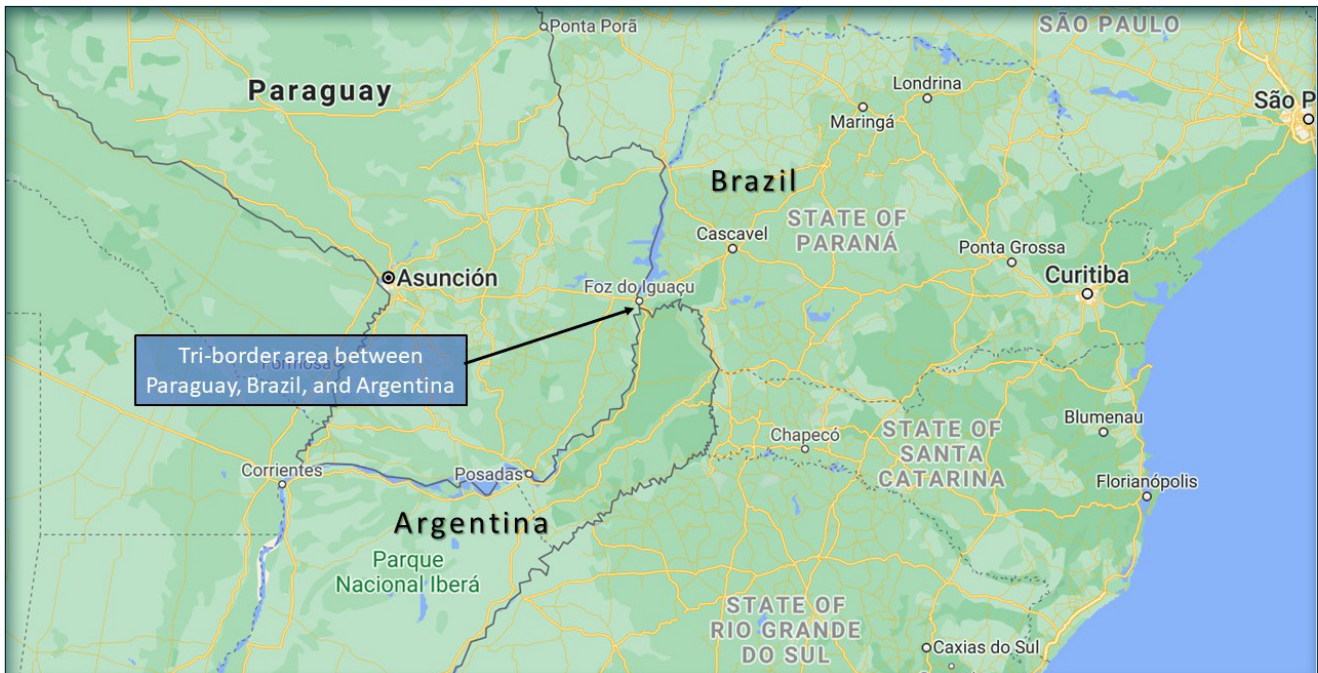 SÃO PAULO
Ponta Porã
Paraguay
Londrina
São P
Maringá
Brazil
STATE OF
PARANÁ
Cascavel
Ponta Grossa
Curitiba
Asunción
Foz do Iguaçu
Tri-border area between
Paraguay, Brazil, and Argentina
Formosa
Blumenau
Chapecó
STATE OF
SANTA
CATARINA
Corrientes
Posadas
Florianópolis
Argentina
Parque
Nacional Iberá
STATE OF
RIO GRANDE
DO SUL
Caxias do Sul